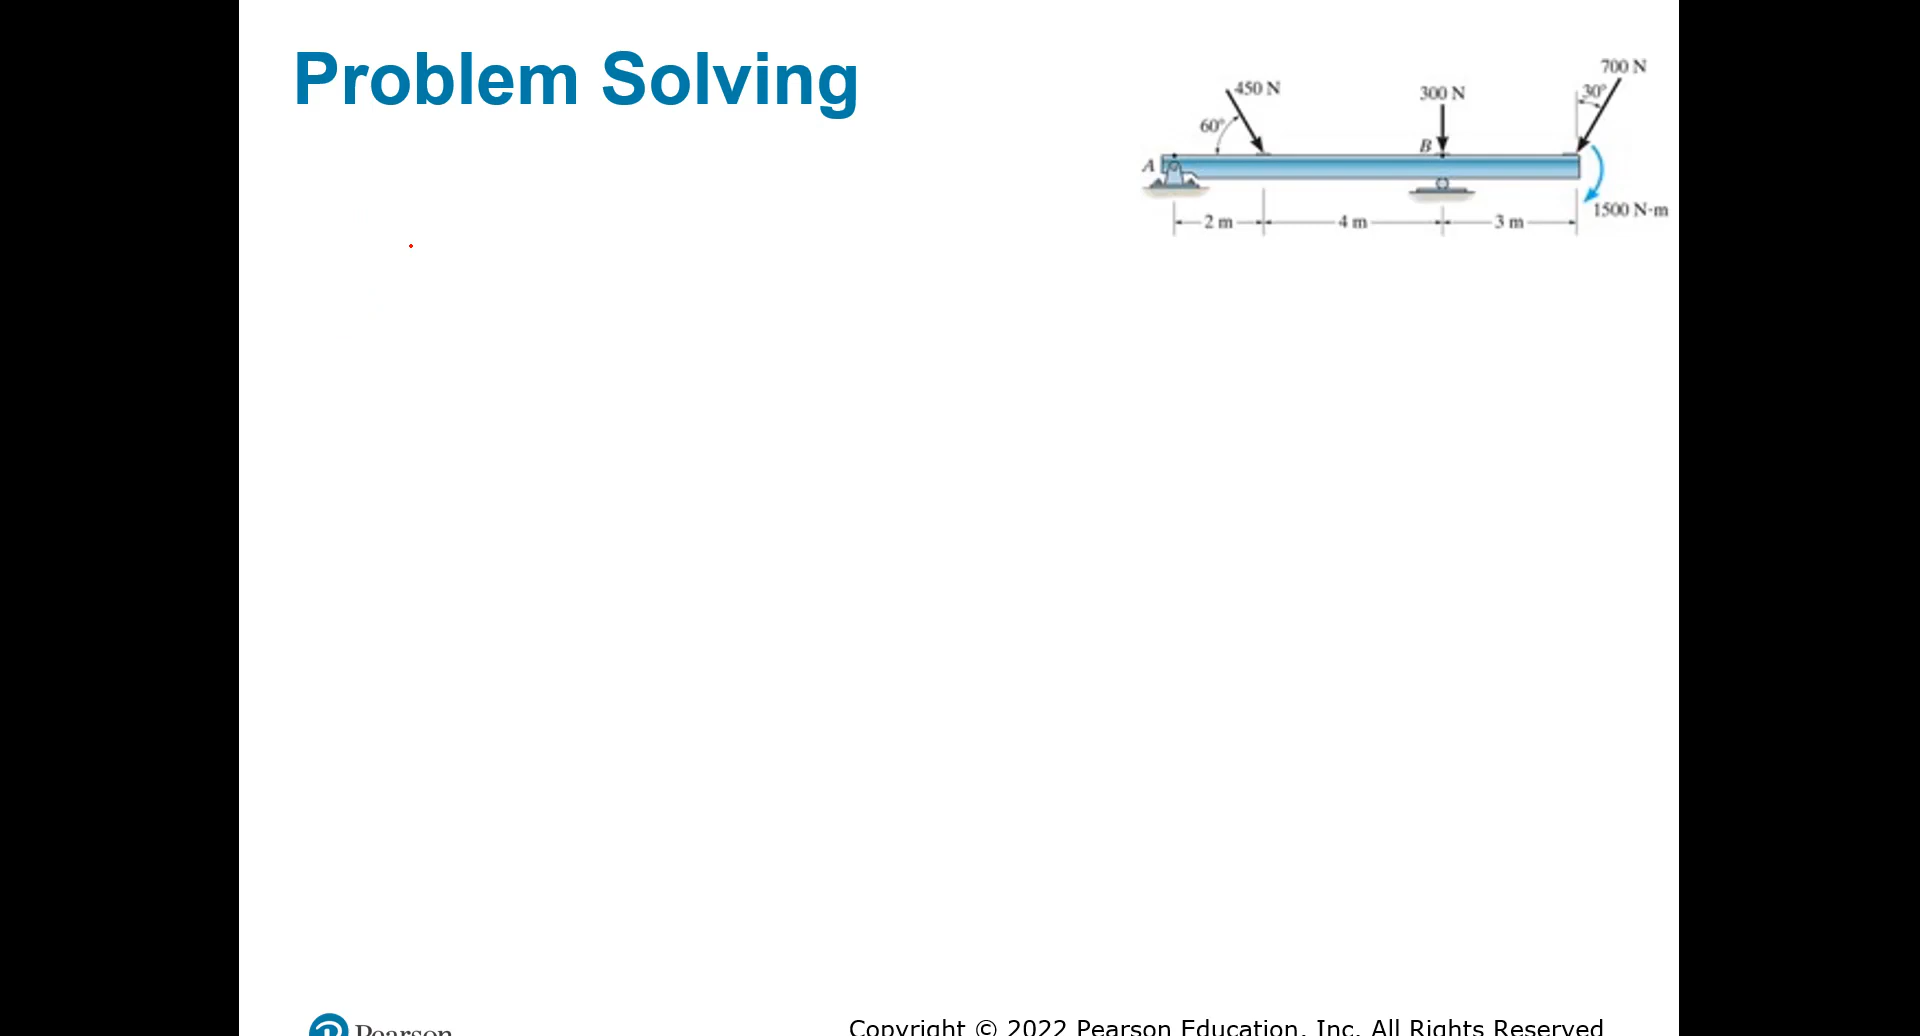 Problem Solving
700 N
450 N
300 N
30°
60°
B
A
1500 N-m
2 m
4 m
3 m
Pearson
Copyright © 2022 Pearson Education, Inc. All Rights Reserved